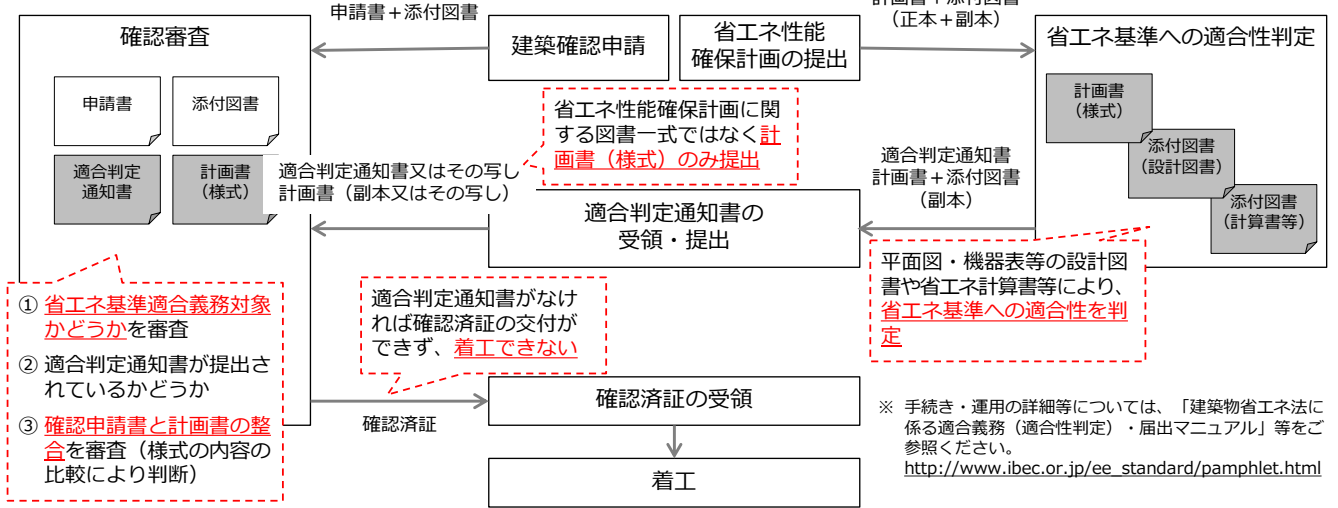 申請書＋添付図書
計画書＋添付図書
（正本＋副本）
確認審査
建築確認申請
省エネ性能
確保計画の提出
省エネ基準への適合性判定
申請書
添付図書
適合判定
通知書
計画書
（様式）
計画書
（様式）
添付図書
（設計図書）
添付図書
（計算書等）
省エネ性能確保計画に関
する図書一式ではなく計
画書（様式）のみ提出
適合判定通知書又はその写し
計画書（副本又はその写し）
適合判定通知書
計画書＋添付図書
（副本）
適合判定通知書の
受領・提出
平面図・機器表等の設計図
書や省エネ計算書等により、
省エネ基準への適合性を判
定
① 省エネ基準適合義務対象
かどうかを審査
② 適合判定通知書が提出さ
れているかどうか
③ 確認申請書と計画書の整
合を審査（様式の内容の
比較により判断）
適合判定通知書がなけ
れば確認済証の交付が
できず、着工できない
確認済証
確認済証の受領
着工
※ 手続き・運用の詳細等については、「建築物省エネ法に
係る適合義務（適合性判定）・届出マニュアル」等をご
参照ください。
http://www.ibec.or.jp/ee_standard/pamphlet.html